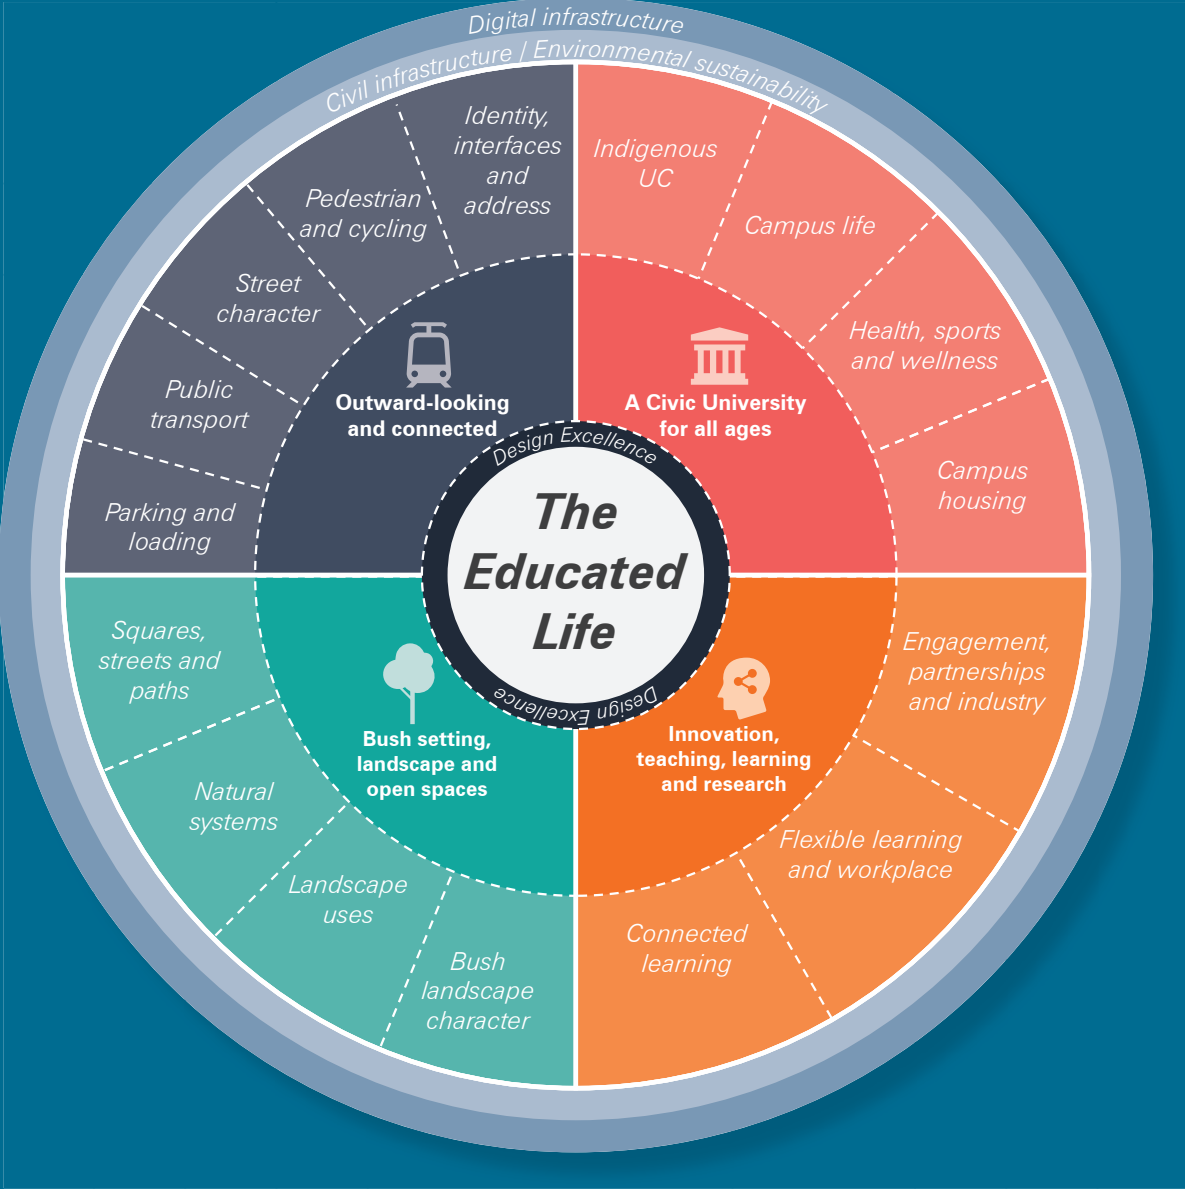 Digital infrastructure
Civil infrastructure / Environmental sustainability
Identity,
interfaces
and
address
Pedestrian
and cycling
Street
character
Public
transport
Parking and
loading
Outward-looking
and connected
Indigenous
UC
Campus life
Health, sports
and wellness
Campus
housing
A Civic University
for all ages
Design Excellence
The
Educated
Life
Design Excellence
Squares,
streets and
paths
Natural
systems
Landscape
uses
Bush
landscape
character
Bush setting,
landscape and
open spaces
Engagement,
partnerships
and industry
Flexible learning
and workplace
Connected
learning
Innovation,
teaching, learning
and research